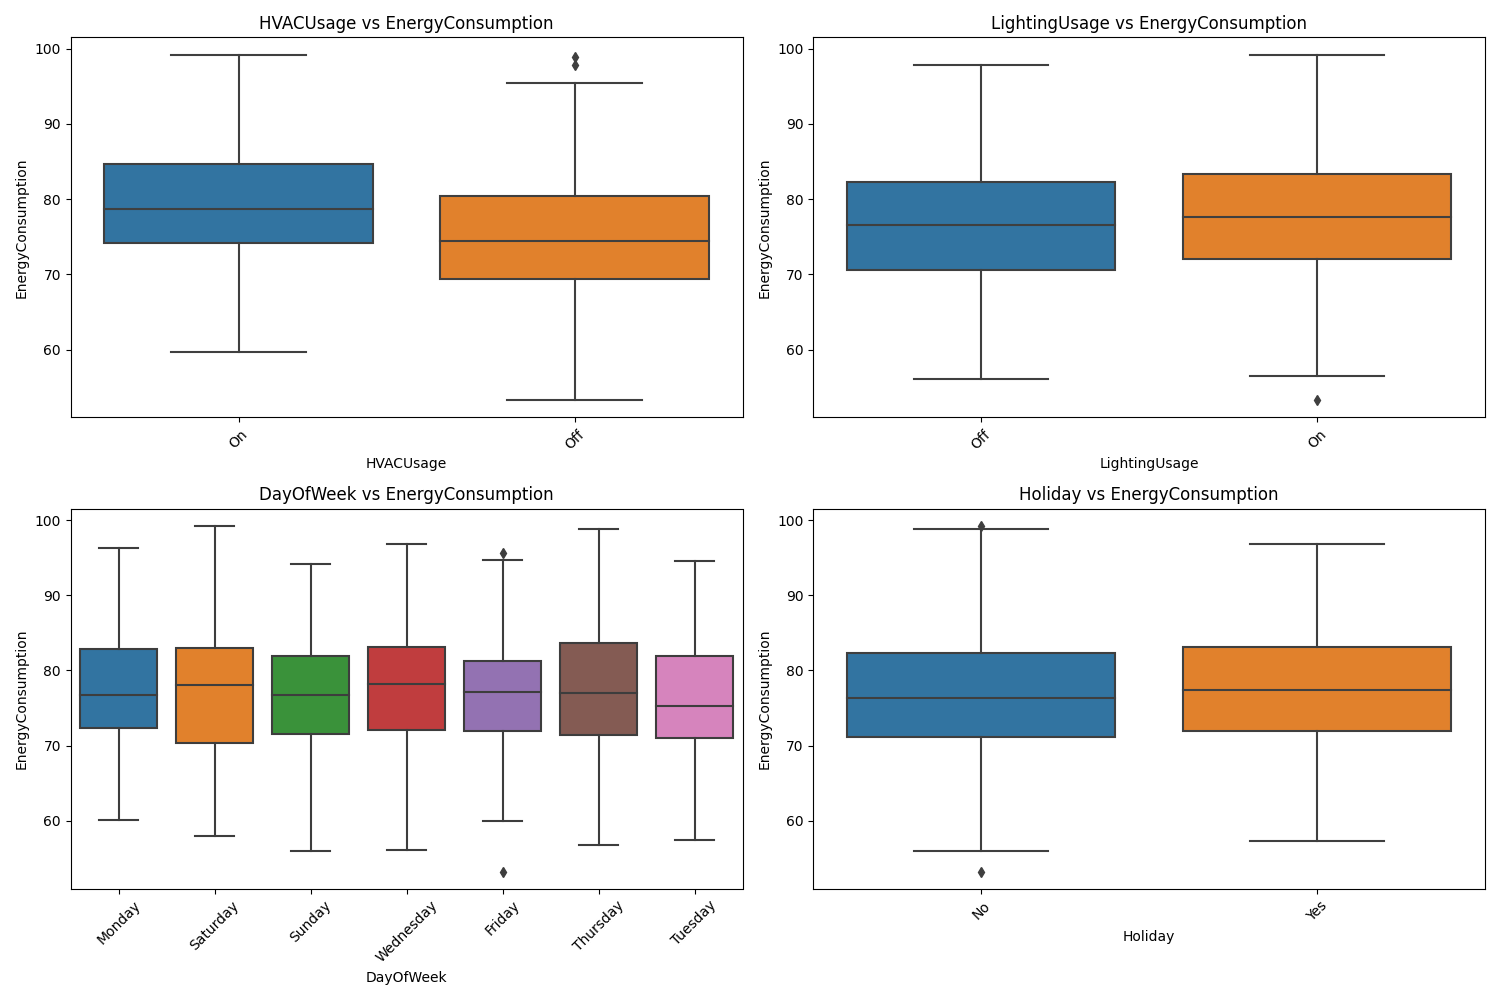 HVACUsage vs EnergyConsumption
EnergyConsumption
100
90
80
70
60
On
Off
HVACUsage
LightingUsage vs EnergyConsumption
EnergyConsumption
100
90
80
70
60
Off
On
LightingUsage
DayOfWeek vs EnergyConsumption
EnergyConsumption
100
90
80
70
60
Monday
Saturday
Sunday
Wednesday
Friday
Thursday
Tuesday
DayOfWeek
Holiday vs EnergyConsumption
EnergyConsumption
100
90
80
70
60
No
Yes
Holiday